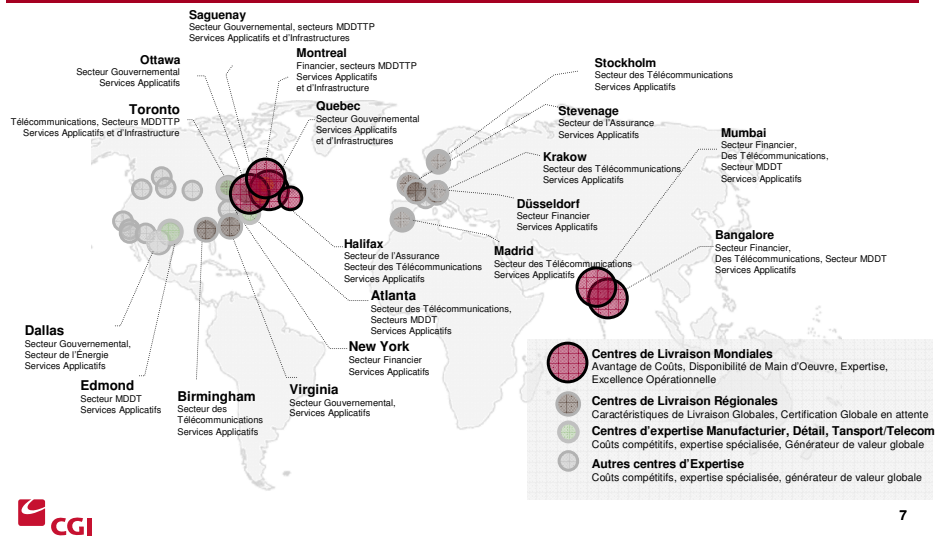 Saguenay
Secteur Gouvernemental, secteurs MDDTTP
Services Applicatifs et d'Infrastructures
Ottawa
Secteur Gouvernemental
Services Applicatifs
Montreal
Financier, secteurs MDDTTP
Services Applicatifs
et d'Infrastructure
Toronto
Télécommunications, Secteurs MDDTTP
Services Applicatifs et d'Infrastructure
Quebec
Secteur Gouvernemental
Services Applicatifs
et d'Infrastructures
Stockholm
Secteur des Télécommunications
Services Applicatifs
Stevenage
Secteur de l'Assurance
Services Applicatifs
Mumbai
Secteur Financier,
Des Télécommunications,
Secteur MDDT
Services Applicatifs
Krakow
Secteur des Télécommunications
Services Applicatifs
Düsseldorf
Secteur Financier
Services Applicatifs
Bangalore
Secteur Financier,
Des Télécommunications, Secteur MDDT
Services Applicatifs
Halifax
Secteur de l'Assurance
Secteur des Télécommunications
Services Applicatifs
Madrid
Secteur des Télécommunications
Services Applicatifs
Atlanta
Secteur des Télécommunications,
Secteurs MDDT
Services Applicatifs
Dallas
Secteur Gouvernemental,
Secteur de l'Énergie
Services Applicatifs
New York
Secteur Financier
Services Applicatifs
Edmond
Secteur MDDT
Services Applicatifs
Birmingham
Secteur des
Télécommunications
Services Applicatifs
Virginia
Secteur Gouvernemental,
Services Applicatifs
Centres de Livraison Mondiales
Avantage de Coûts, Disponibilité de Main d'Oeuvre, Expertise,
Excellence Opérationnelle
Centres de Livraison Régionales
Caractéristiques de Livraison Globales, Certification Globale en attente
Centres d'expertise Manufacturier, Détail, Tansport/Telecom
Coûts compétitifs, expertise spécialisée, Générateur de valeur globale
Autres centres d'Expertise
Coûts compétitifs, expertise spécialisée, générateur de valeur globale
CGI
7